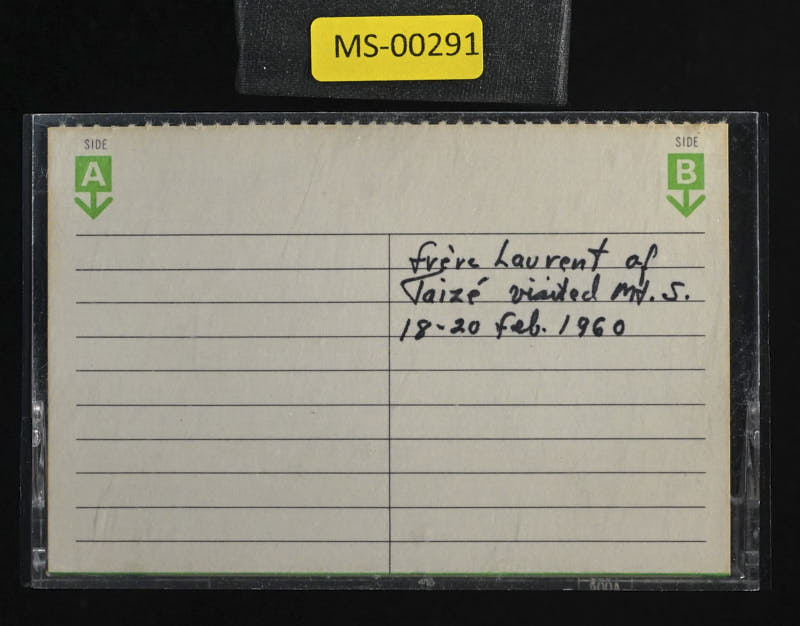 MS-00291
SIDE
A
SIDE
B
Frère Laurent of
Taizé visited Mt. S.
18-20 Feb. 1960